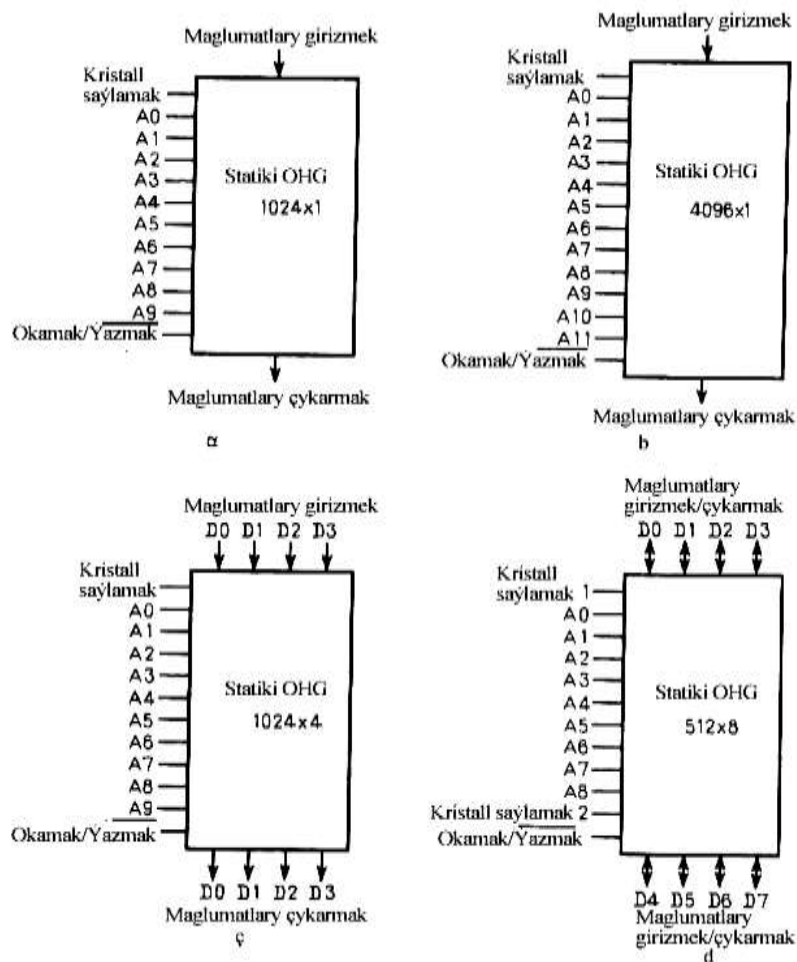 Maglumatlary girizmek
Kristall
saýlamak
A0
A1
A2
A3
A4
A5
A6
A7
A8
A9
Okamak/Ýazmak
Statiki OHG
1024x1
Maglumatlary çykarmak
a
Maglumatlary girizmek
Kristall
saýlamak
A0
A1
A2
A3
A4
A5
A6
A7
A8
A9
A10
A11
Okamak/Ýazmak
Statiki OHG
4096x1
Maglumatlary çykarmak
b
Maglumatlary girizmek
D0 D1 D2 D3
Kristall
saýlamak
A0
A1
A2
A3
A4
A5
A6
A7
A8
A9
Okamak/Ýazmak
Statiki OHG
1024x4
D0 D1 D2 D3
Maglumatlary çykarmak
ç
Maglumatlary
girizmek/çykarmak
D0 D1 D2 D3
Kristall
saýlamak 1
A0
A1
A2
A3
A4
A5
A6
A7
A8
Kristall saýlamak 2
Okamak/Ýazmak
Statiki OHG
512x8
D4 D5 D6 D7
Maglumatlary
girizmek/çykarmak
d